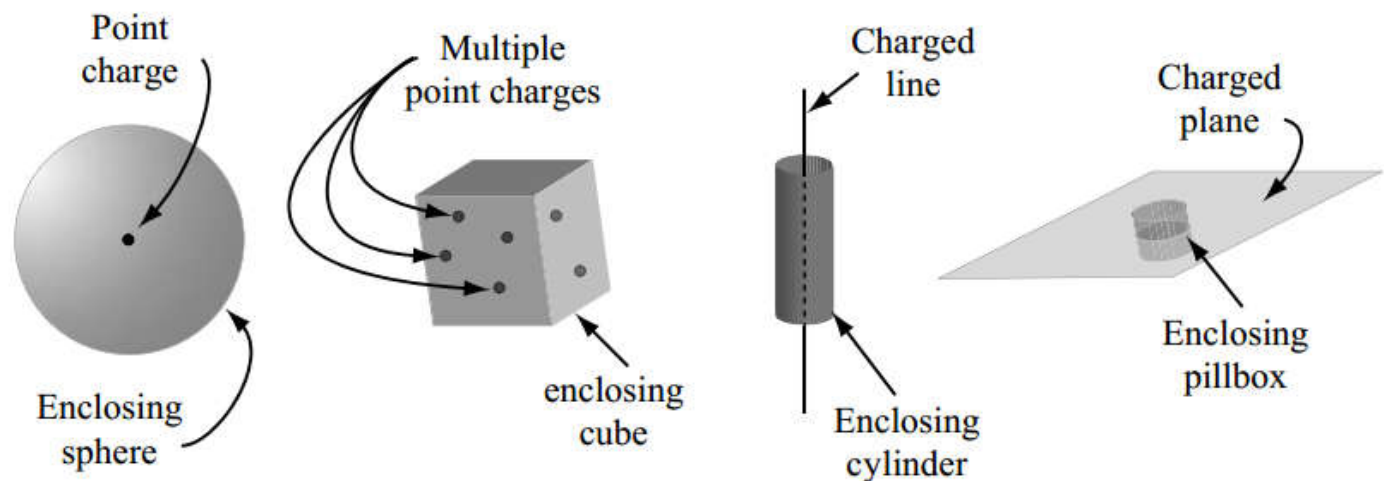 Point
charge
Multiple
point charges
Charged
line
Charged
plane
Enclosing
sphere
enclosing
cube
Enclosing
cylinder
Enclosing
pillbox